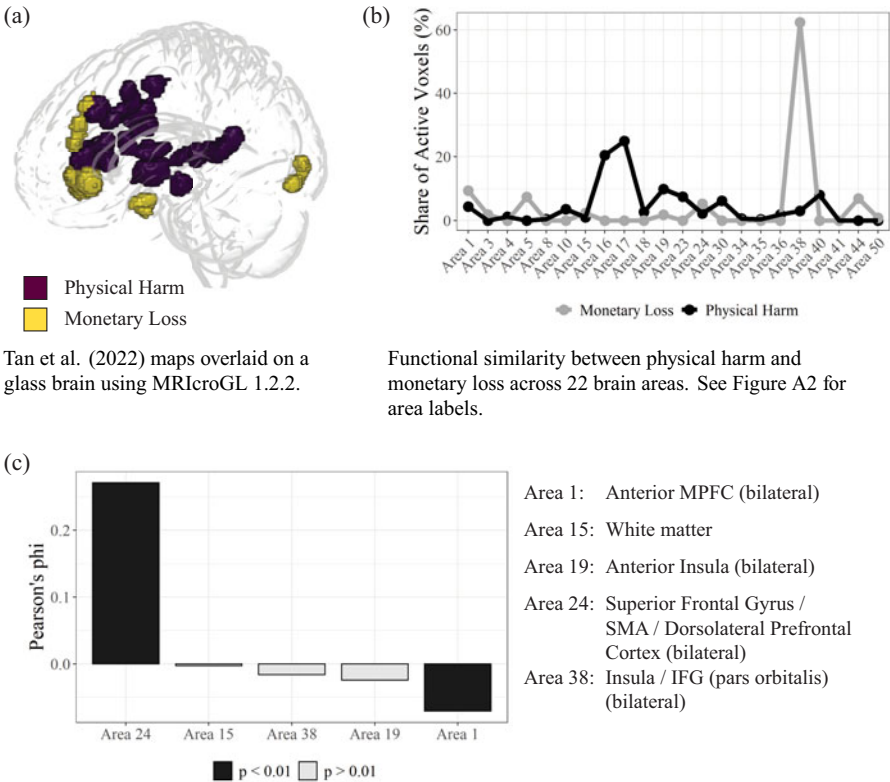 (a)
Physical Harm
Monetary Loss
Tan et al. (2022) maps overlaid on a
glass brain using MRIcroGL 1.2.2.
(b)
Share of Active Voxels (%)
60
40
20
0
Area 1
Area 3
Area 4
Area 5
Area 8
Area 10
Area 15
Area 16
Area 17
Area 18
Area 19
Area 23
Area 24
Area 30
Area 34
Area 35
Area 36
Area 38
Area 40
Area 41
Area 44
Area 50
Monetary Loss Physical Harm
Functional similarity between physical harm and
monetary loss across 22 brain areas. See Figure A2 for
area labels.
(c)
Pearson's phi
0.2
0.1
0.0
Area 24 Area 15 Area 38 Area 19 Area 1
p < 0.01 p > 0.01
Area 1: Anterior MPFC (bilateral)
Area 15: White matter
Area 19: Anterior Insula (bilateral)
Area 24: Superior Frontal Gyrus /
SMA / Dorsolateral Prefrontal
Cortex (bilateral)
Area 38: Insula / IFG (pars orbitalis)
(bilateral)